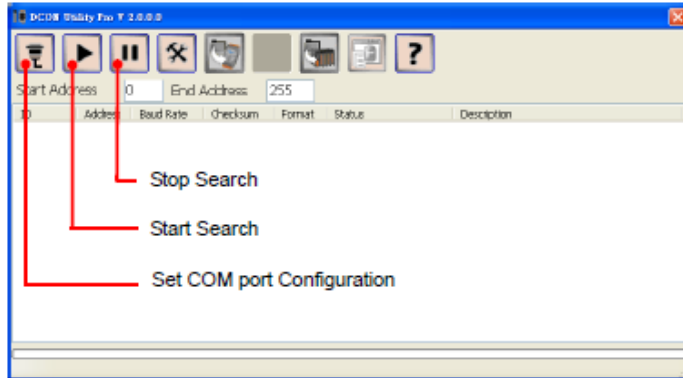 DCON Utility Pro V 2.0.0.0
?
Start Address 0 End Address 255
ID Address Baud Rate Checksum Format Status Description
Stop Search
Start Search
Set COM port Configuration